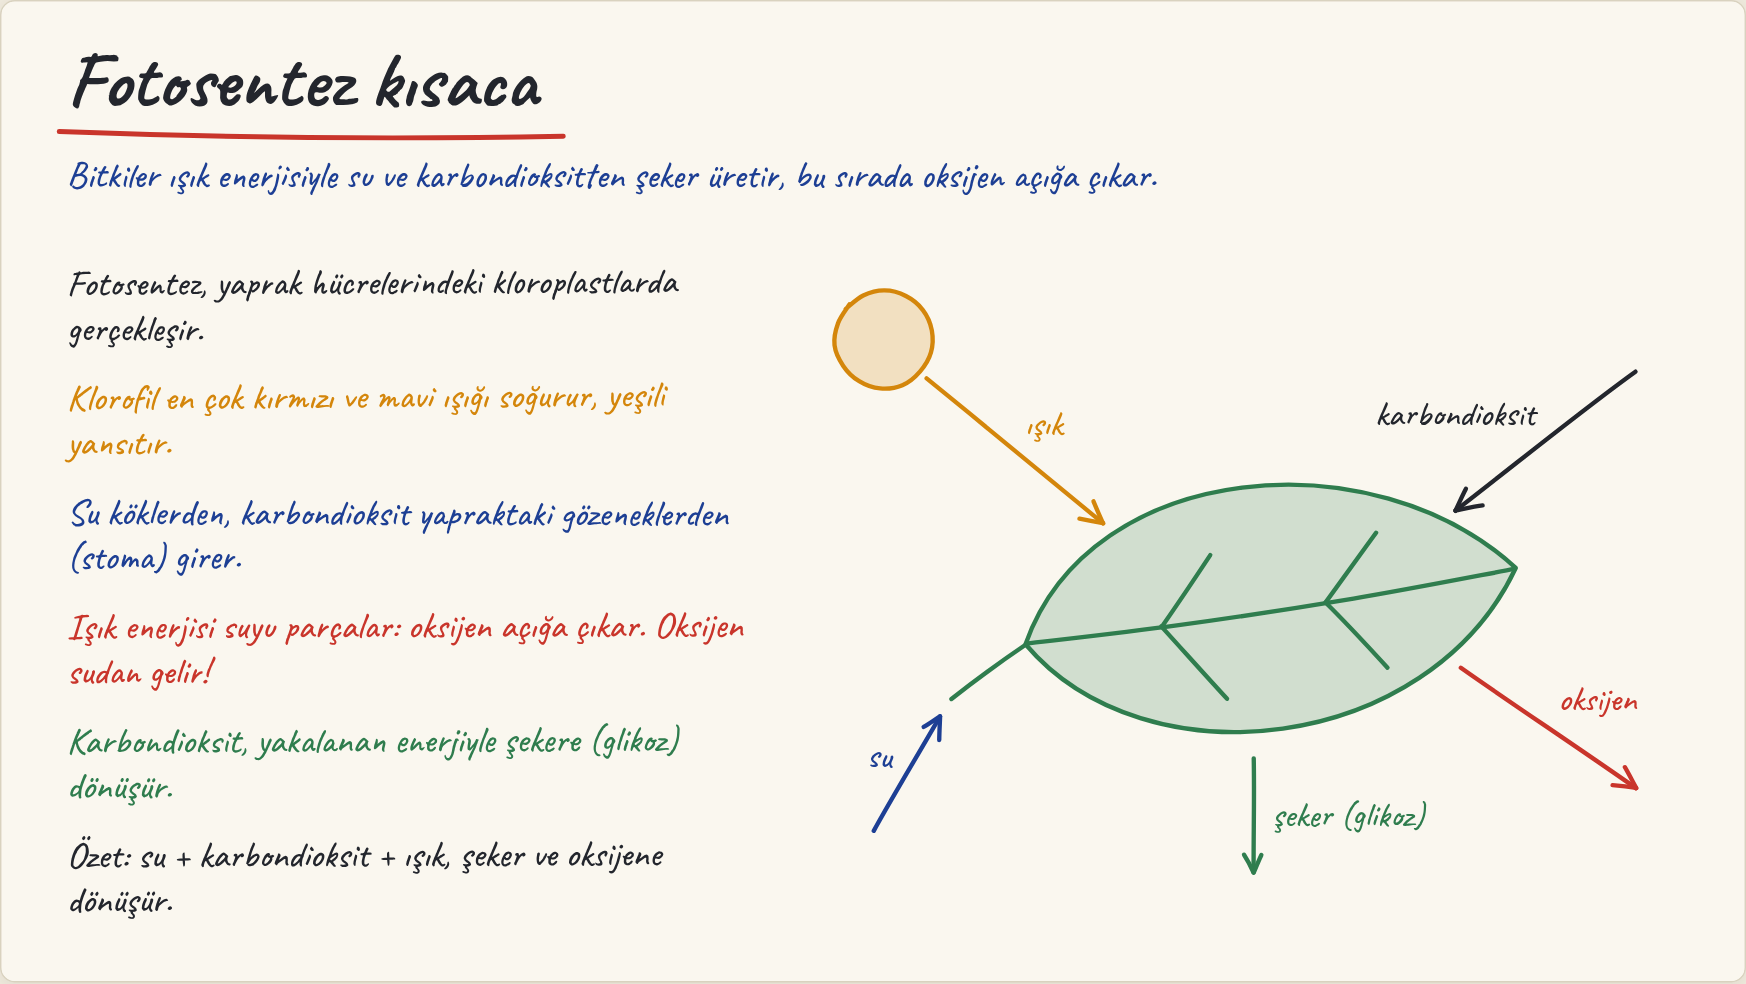 Fotosentez kısaca
Bitkiler ışık enerjisiyle su ve karbondioksitten şeker üretir, bu sırada oksijen açığa çıkar.
Fotosentez, yaprak hücrelerindeki kloroplastlarda
gerçekleşir.
Klorofil en çok kırmızı ve mavi ışığı soğurur, yeşili
yansıtır.
Su köklerden, karbondioksit yapraktaki gözeneklerden
(stoma) girer.
Işık enerjisi suyu parçalar: oksijen açığa çıkar. Oksijen
sudan gelir!
Karbondioksit, yakalanan enerjiyle şekere (glikoz)
dönüşür.
Özet: su + karbondioksit + ışık, şeker ve oksijene
dönüşür.
ışık
karbondioksit
su
oksijen
şeker (glikoz)